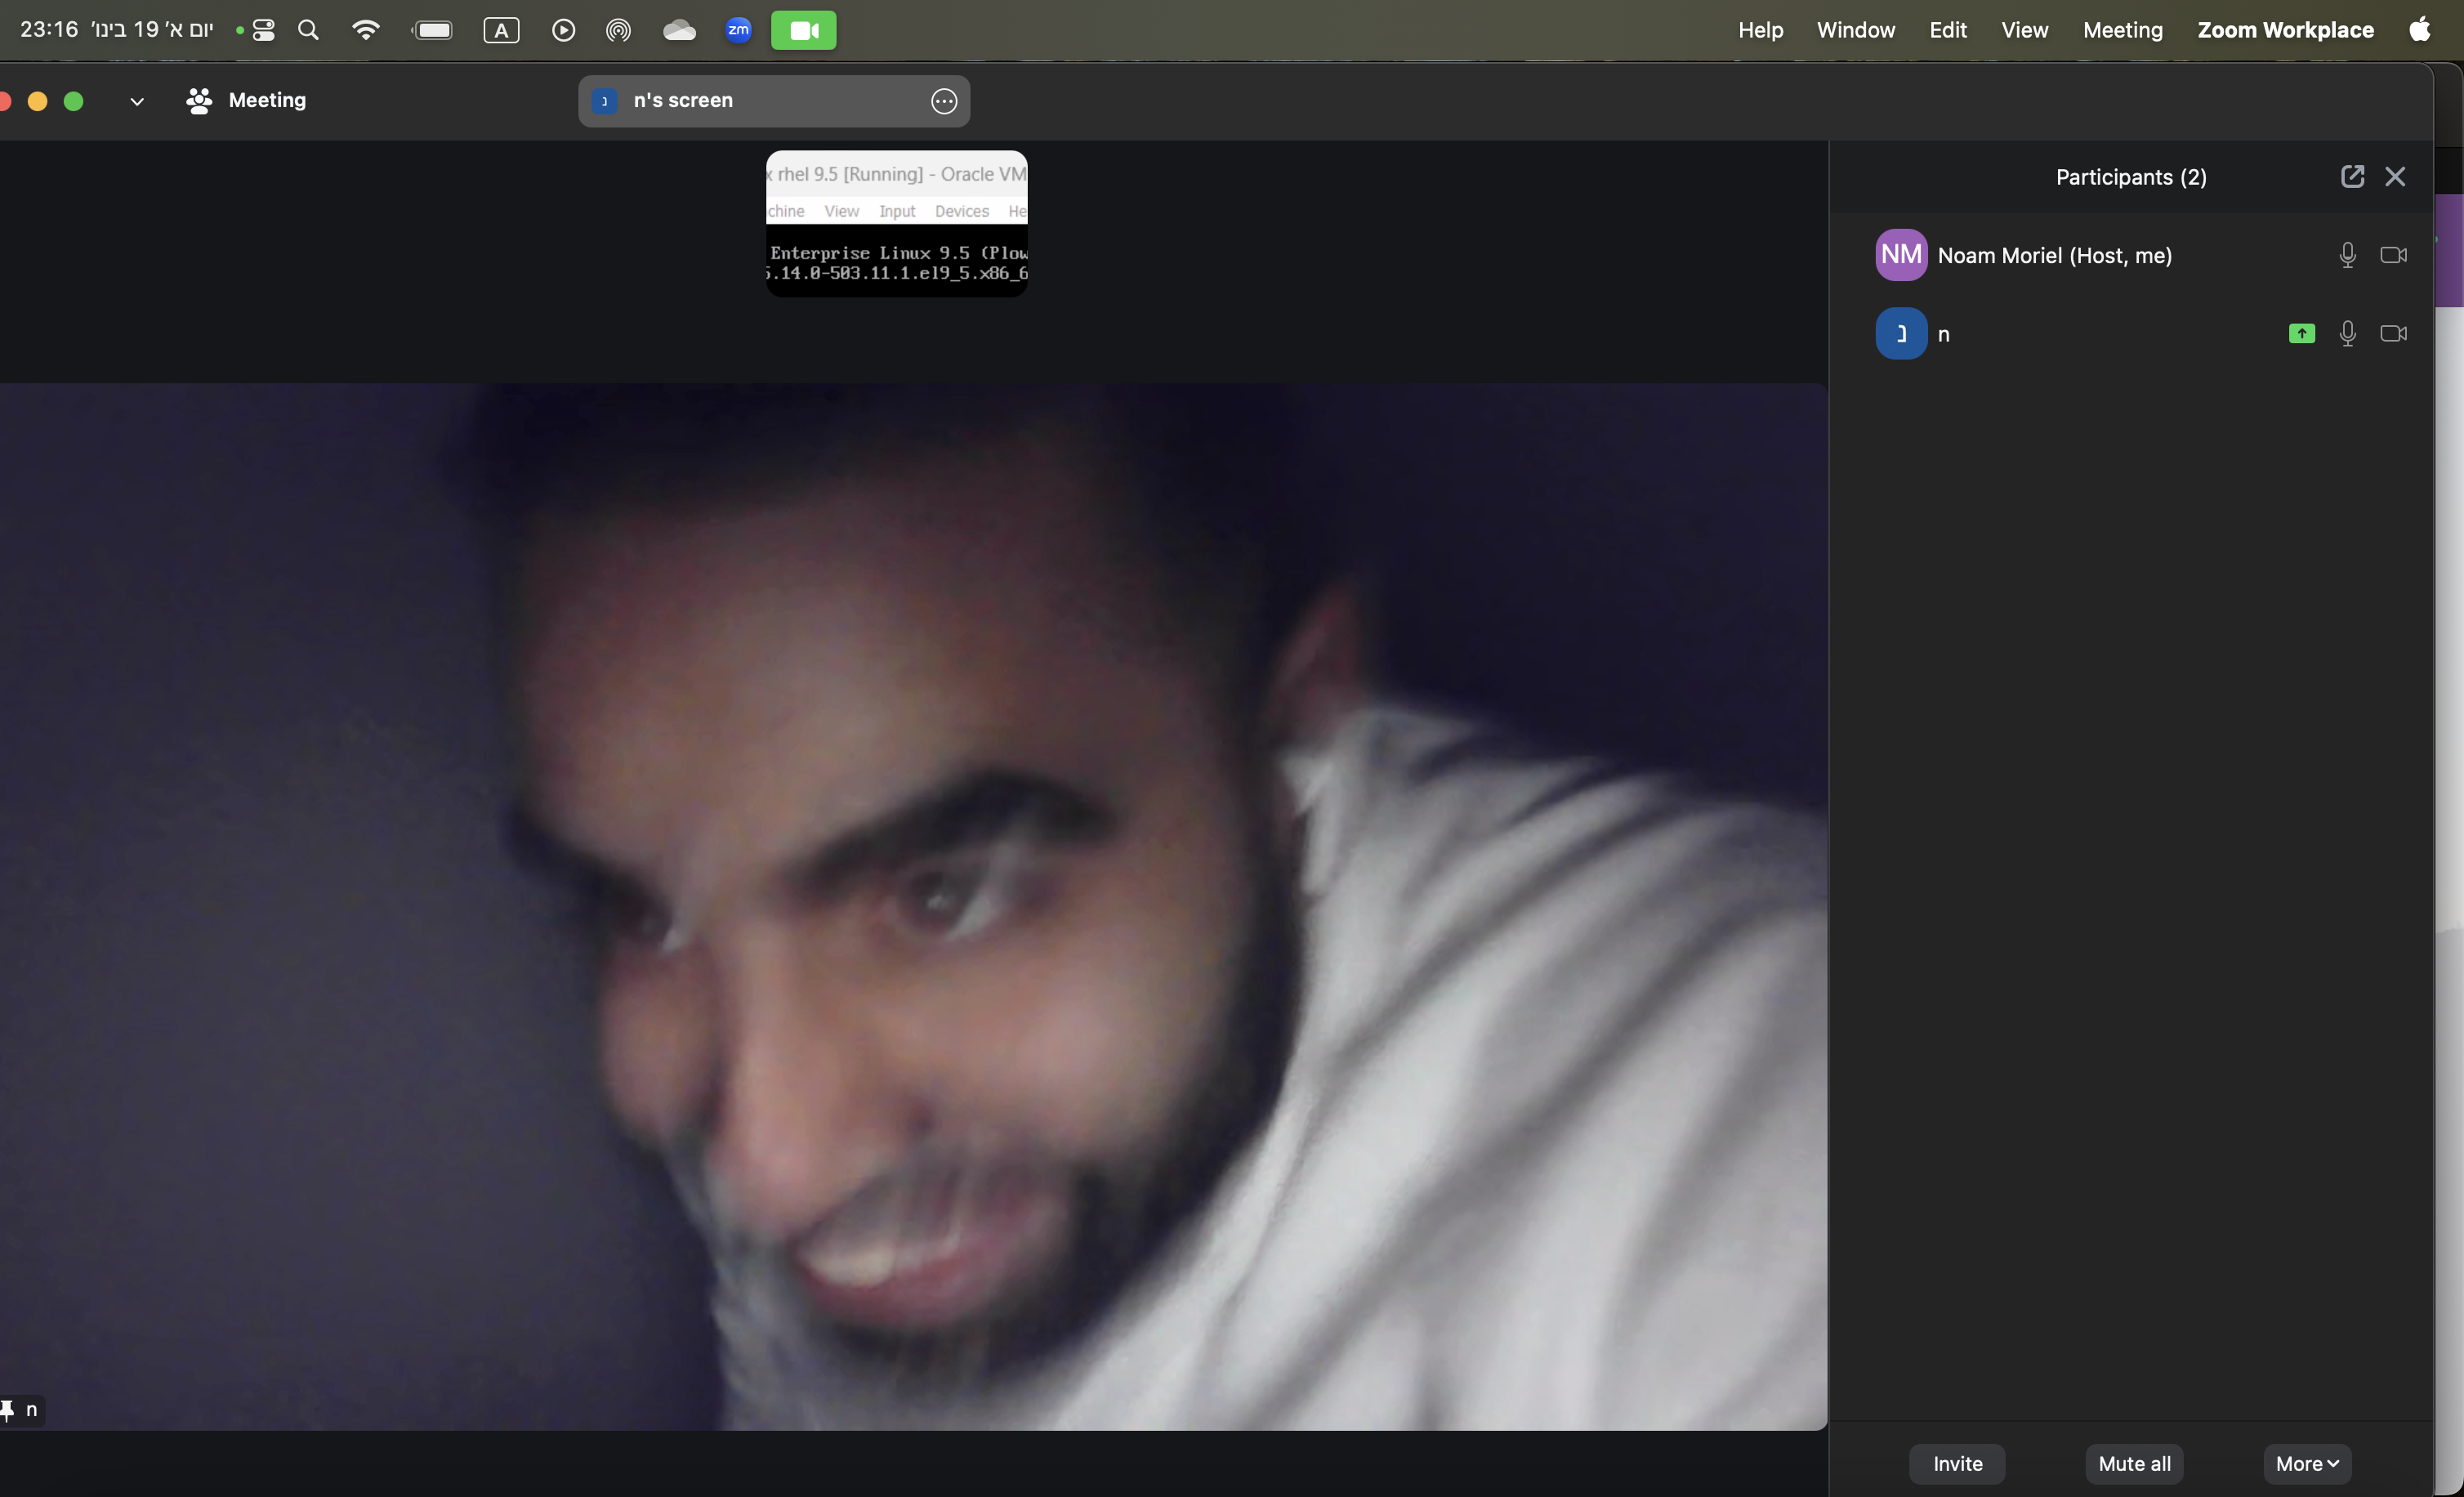 23:16 יום א׳ 19 בינו׳
A
zm
Help Window Edit View Meeting Zoom Workplace
Meeting
נ n's screen
rhel 9.5 [Running] - Oracle VM
chine View Input Devices He
Enterprise Linux 9.5 (Plow
5.14.0-503.11.1.el9_5.x86_6
Participants (2)
NM Noam Moriel (Host, me)
נ n
n
Invite Mute all More